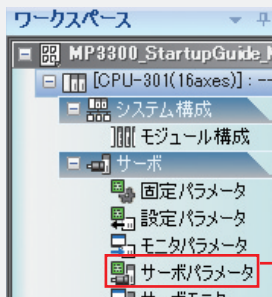 ワークスペース
MP3300_StartupGuide_
[CPU-301(16axes)] : --
システム構成
モジュール構成
サーボ
固定パラメータ
設定パラメータ
モニタパラメータ
サーボパラメータ